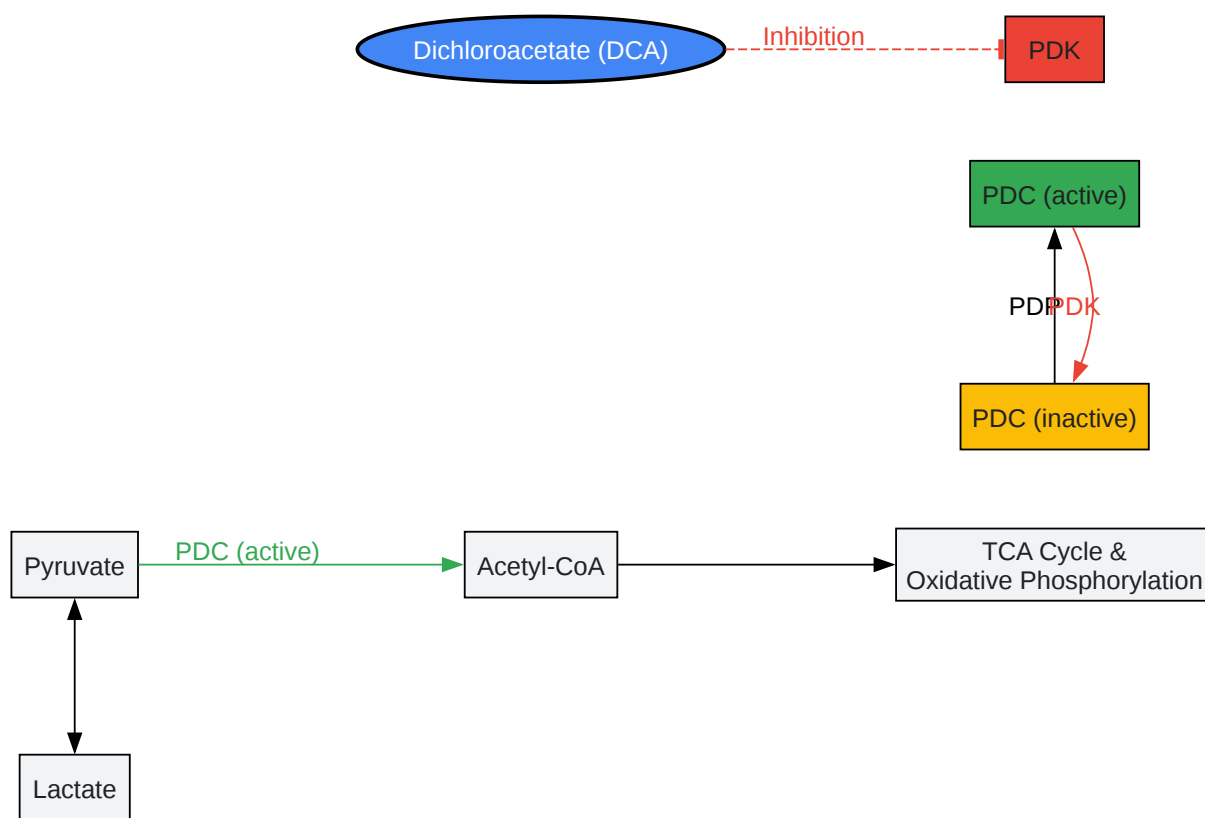 Dichloroacetate (DCA)
Inhibition
PDK
PDC (active)
PDP
PDK
PDC (inactive)
Pyruvate
PDC (active)
Acetyl-CoA
TCA Cycle &
Oxidative Phosphorylation
Lactate